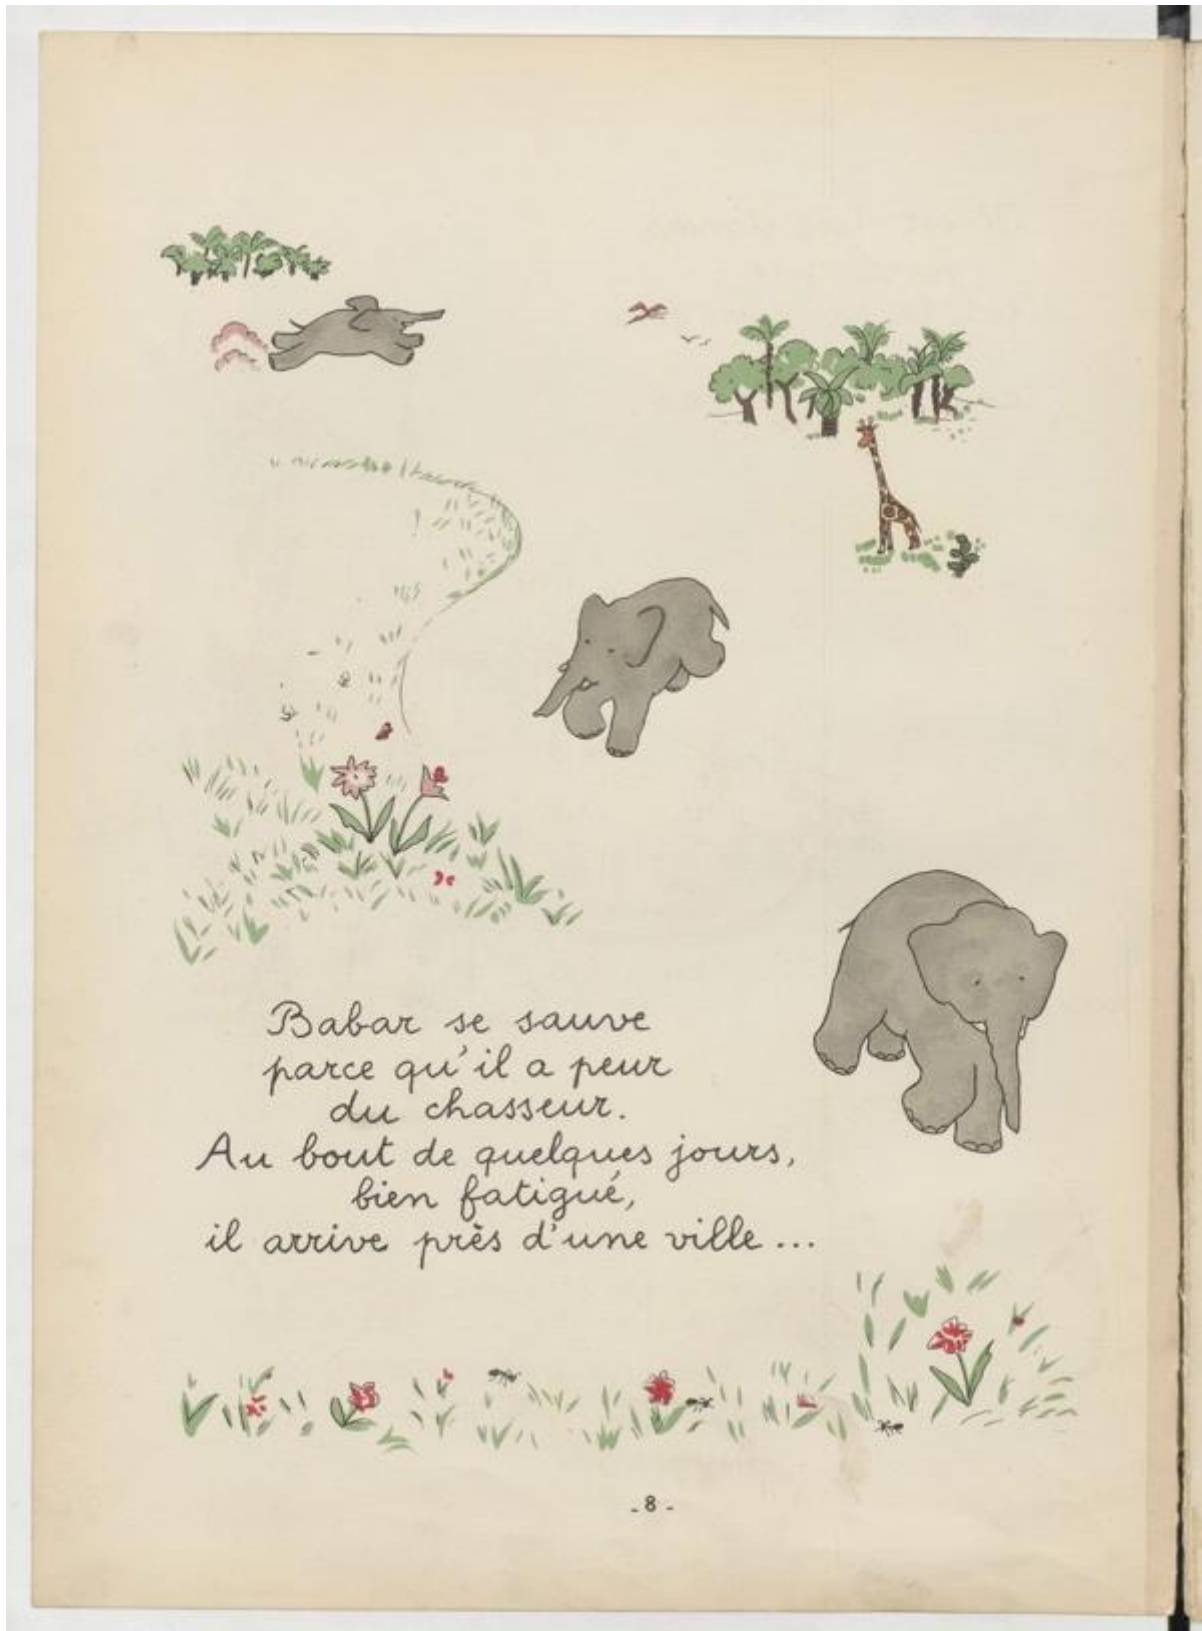 Babar se sauve
parce qu'il a peur
du chasseur.
Au bout de quelques jours,
bien fatigué,
il arrive près d'une ville...
- 8 -